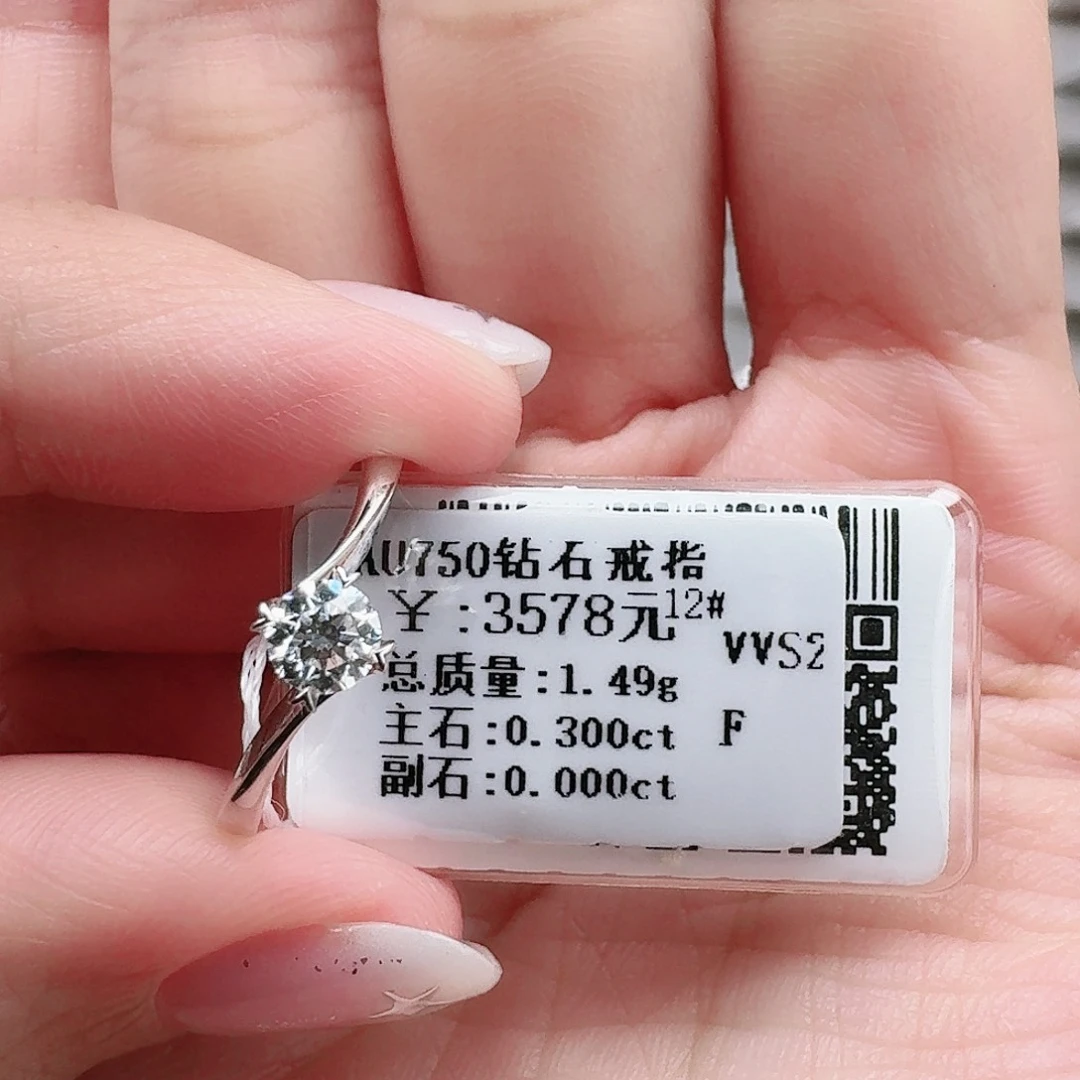 AU750钻石戒指
¥:3578元12#
VVS2
总质量:1.49g
主石:0.300ct F
副石:0.000ct